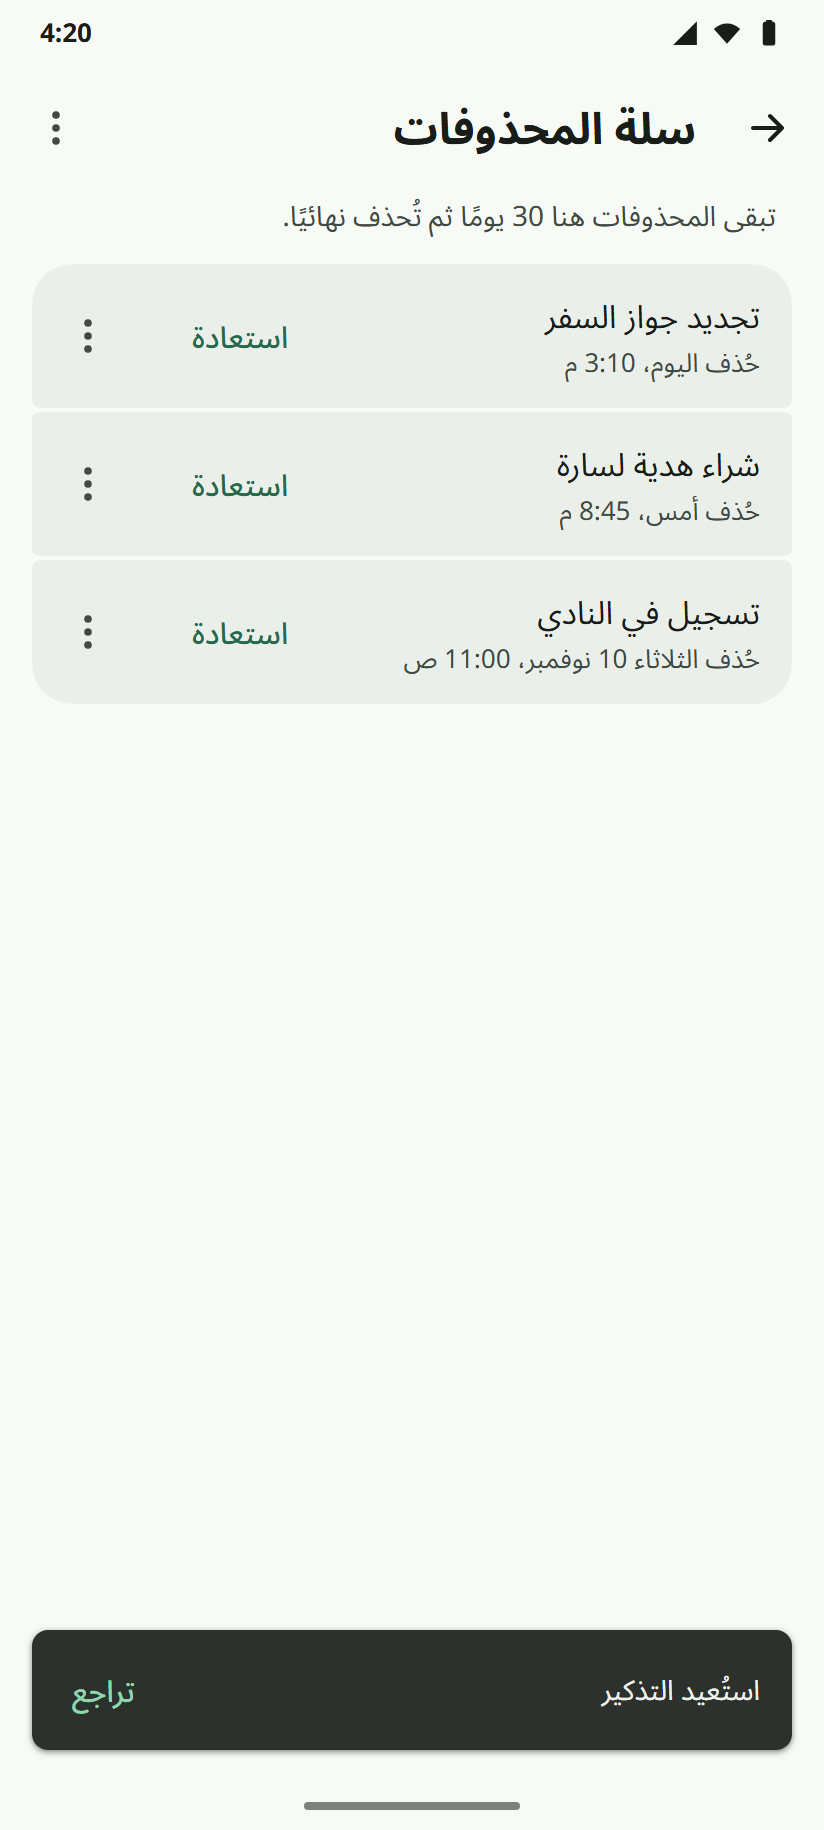 4:20
سلة المحذوفات
تبقى المحذوفات هنا 30 يومًا ثم تُحذف نهائيًا.
تجديد جواز السفر
حُذف اليوم، 3:10 م
استعادة
شراء هدية لسارة
حُذف أمس، 8:45 م
استعادة
تسجيل في النادي
حُذف الثلاثاء 10 نوفمبر، 11:00 ص
استعادة
استُعيد التذكير
تراجع